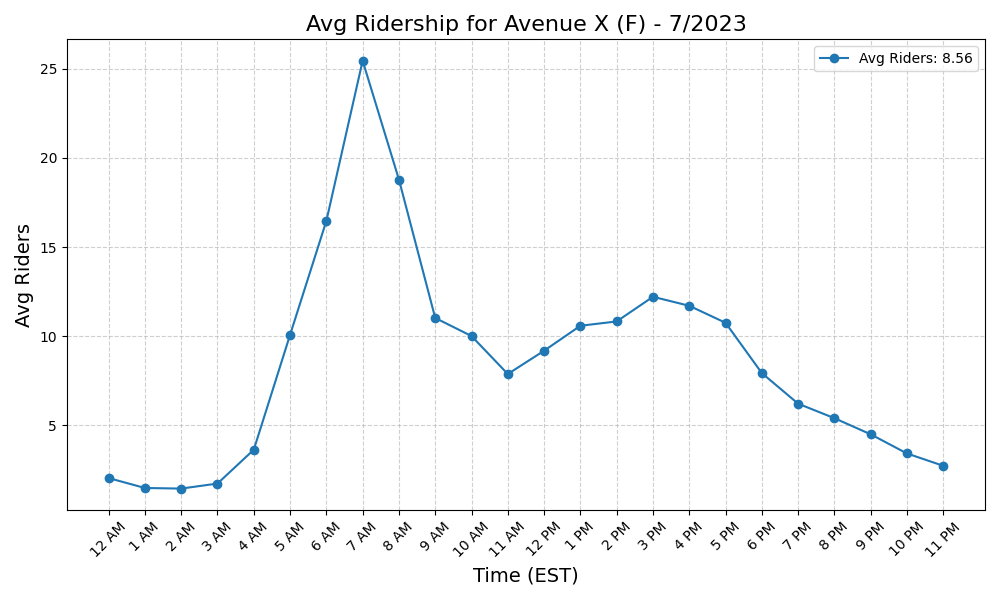 Avg Ridership for Avenue X (F) - 7/2023
Avg Riders: 8.56
Avg Riders
25
20
15
10
5
12 AM
1 AM
2 AM
3 AM
4 AM
5 AM
6 AM
7 AM
8 AM
9 AM
10 AM
11 AM
12 PM
1 PM
2 PM
3 PM
4 PM
5 PM
6 PM
7 PM
8 PM
9 PM
10 PM
11 PM
Time (EST)